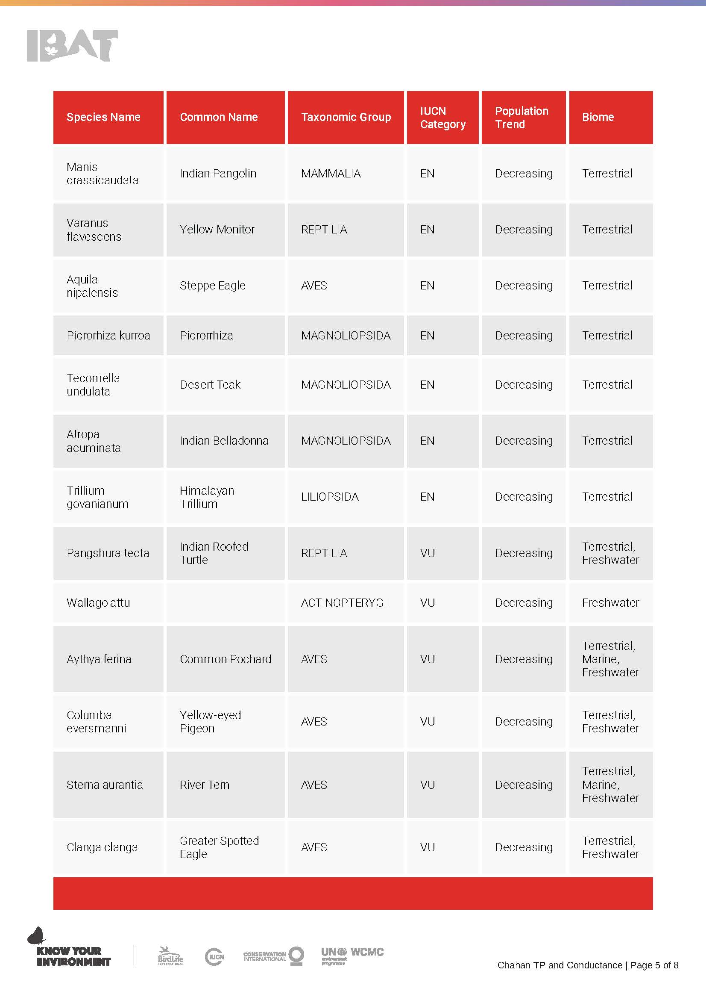 IBAT
Species Name Common Name Taxonomic Group IUCN Category Population Trend Biome
Manis crassicaudata Indian Pangolin MAMMALIA EN Decreasing Terrestrial
Varanus flavescens Yellow Monitor REPTILIA EN Decreasing Terrestrial
Aquila nipalensis Steppe Eagle AVES EN Decreasing Terrestrial
Picrorhiza kurroa Picrorrhiza MAGNOLIOPSIDA EN Decreasing Terrestrial
Tecomella undulata Desert Teak MAGNOLIOPSIDA EN Decreasing Terrestrial
Atropa acuminata Indian Belladonna MAGNOLIOPSIDA EN Decreasing Terrestrial
Trillium govanianum Himalayan Trillium LILIOPSIDA EN Decreasing Terrestrial
Pangshura tecta Indian Roofed Turtle REPTILIA VU Decreasing Terrestrial, Freshwater
Wallago attu ACTINOPTERYGII VU Decreasing Freshwater
Aythya ferina Common Pochard AVES VU Decreasing Terrestrial, Marine, Freshwater
Columba eversmanni Yellow-eyed Pigeon AVES VU Decreasing Terrestrial, Freshwater
Sterna aurantia River Tern AVES VU Decreasing Terrestrial, Marine, Freshwater
Clanga clanga Greater Spotted Eagle AVES VU Decreasing Terrestrial, Freshwater
KNOW YOUR
ENVIRONMENT
BirdLife
INTERNATIONAL
IUCN
CONSERVATION
INTERNATIONAL
UN WCMC
environment
programme
Chahan TP and Conductance | Page 5 of 8